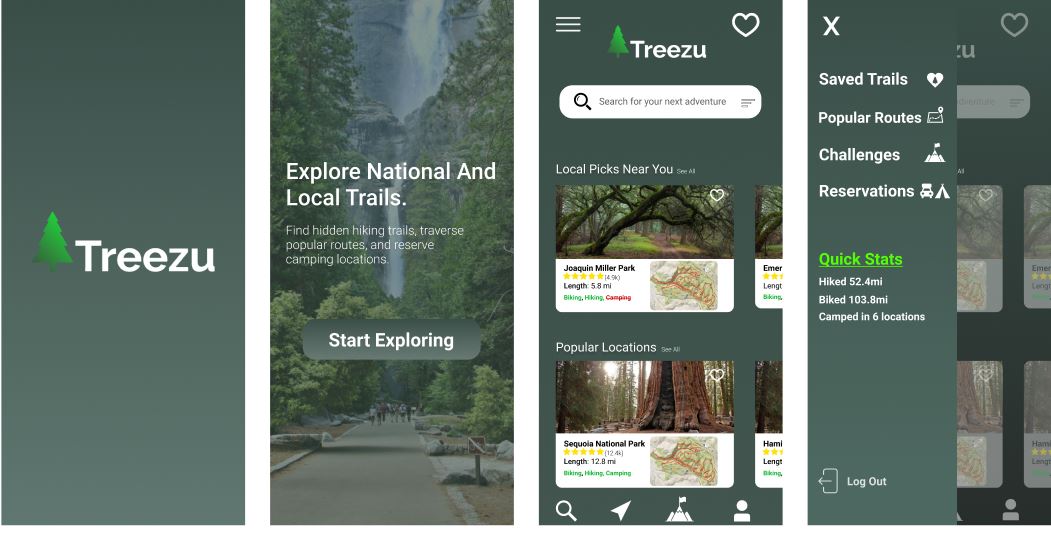 Treezu
Explore National And
Local Trails.
Find hidden hiking trails, traverse
popular routes, and reserve
camping locations.
Start Exploring
Treezu
Search for your next adventure
Local Picks Near You See All
Joaquin Miller Park
(4.9k)
Length: 5.8 mi
Biking, Hiking, Camping
Emer
Lengt
Biking,
Popular Locations See All
Sequoia National Park
(12.4k)
Length: 12.8 mi
Biking, Hiking, Camping
Hami
Lengt
Biking,
X
Saved Trails
Popular Routes
Challenges
Reservations
Quick Stats
Hiked 52.4mi
Biked 103.8mi
Camped in 6 locations
Log Out
zu
dventure
All
Emer
Lengt
Biking,
Hami
Lengt
Biking,